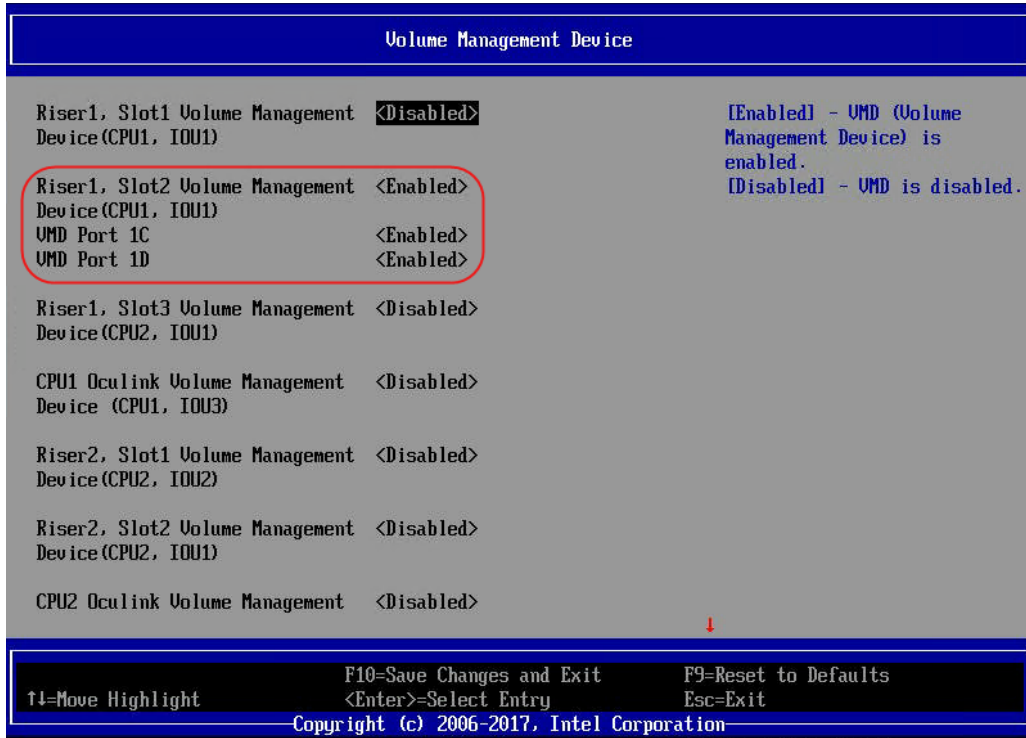 Volume Management Device
Riser1, Slot1 Volume Management <Disabled>
Device(CPU1, IOU1)
Riser1, Slot2 Volume Management <Enabled>
Device(CPU1, IOU1)
VMD Port 1C <Enabled>
VMD Port 1D <Enabled>
Riser1, Slot3 Volume Management <Disabled>
Device(CPU2, IOU1)
CPU1 Oculink Volume Management <Disabled>
Device (CPU1, IOU3)
Riser2, Slot1 Volume Management <Disabled>
Device(CPU2, IOU2)
Riser2, Slot2 Volume Management <Disabled>
Device(CPU2, IOU1)
CPU2 Oculink Volume Management <Disabled>
[Enabled] - VMD (Volume
Management Device) is
enabled.
[Disabled] - VMD is disabled.
↓
F10=Save Changes and Exit F9=Reset to Defaults
↑↓=Move Highlight <Enter>=Select Entry Esc=Exit
Copyright (c) 2006-2017, Intel Corporation